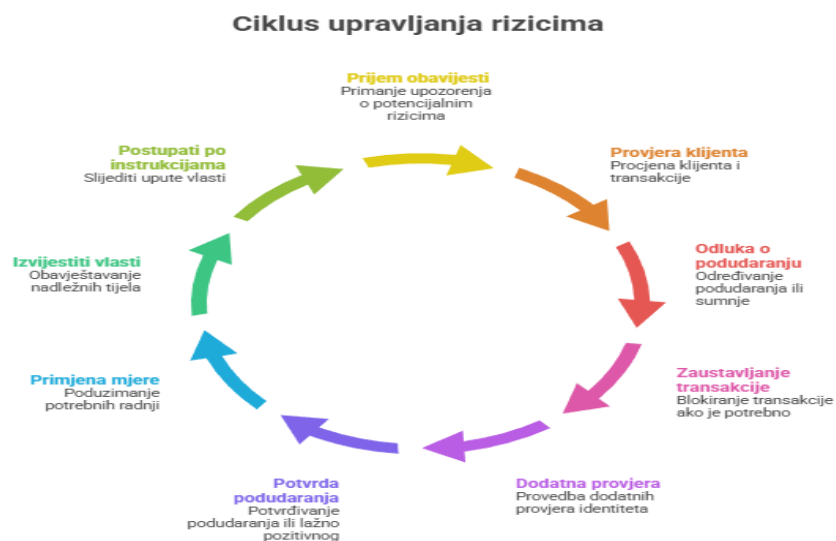 Ciklus upravljanja rizicima
Prijem obavijesti
Primanje upozorenja
o potencijalnim
rizicima
Provjera klijenta
Procjena klijenta i
transakcije
Odluka o
podudaranju
Određivanje
podudaranja ili
sumnje
Zaustavljanje
transakcije
Blokiranje transakcije
ako je potrebno
Dodatna provjera
Provedba dodatnih
provjera identiteta
Potvrda
podudaranja
Potvrđivanje
podudaranja ili lažno
pozitivnog
Primjena mjere
Poduzimanje
potrebnih radnji
Izvijestiti vlasti
Obavještavanje
nadležnih tijela
Postupati po
instrukcijama
Slijediti upute vlasti